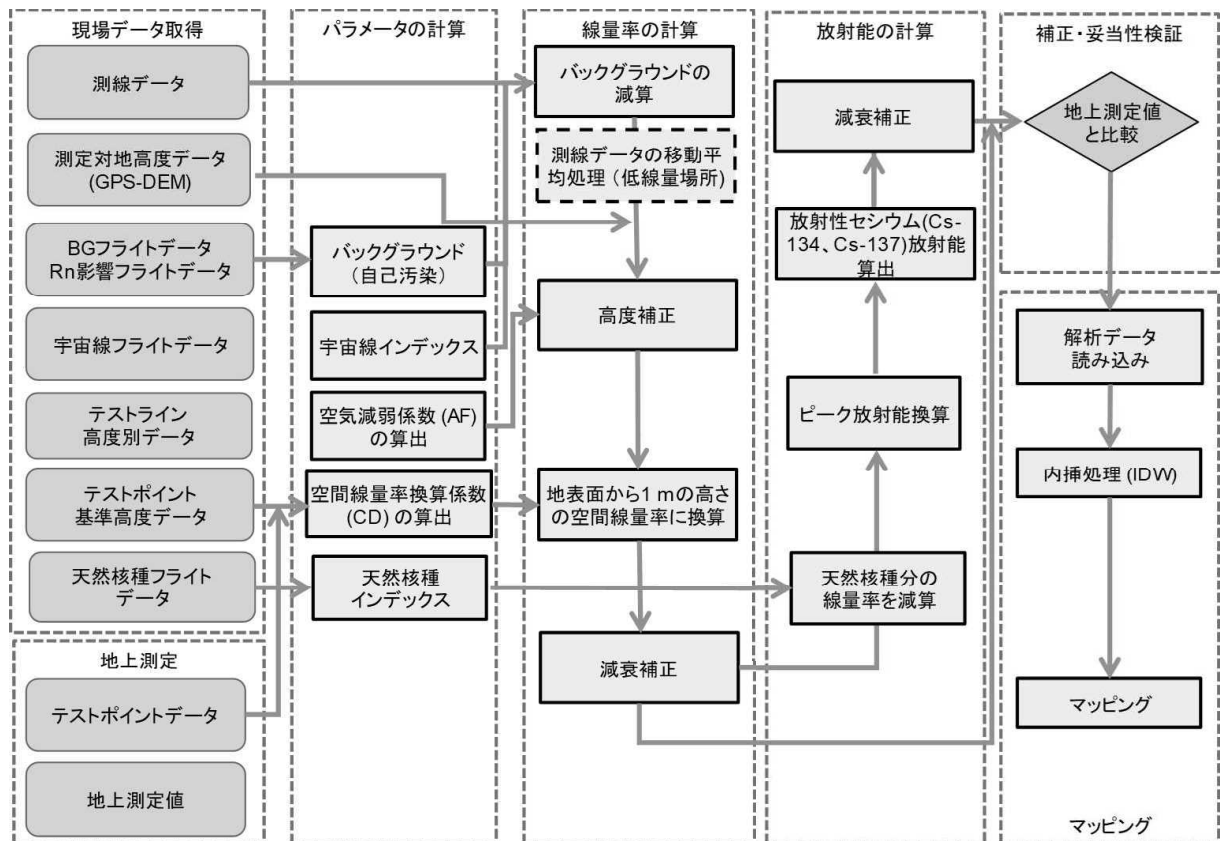 現場データ取得
測線データ
測定対地高度データ
(GPS-DEM)
BGフライトデータ
Rn影響フライトデータ
宇宙線フライトデータ
テストライン
高度別データ
テストポイント
基準高度データ
天然核種フライト
データ
地上測定
テストポイントデータ
地上測定値
パラメータの計算
バックグラウンド
（自己汚染）
宇宙線インデックス
空気減弱係数 (AF)
の算出
空間線量率換算係数
(CD) の算出
天然核種
インデックス
線量率の計算
バックグラウンドの
減算
測線データの移動平
均処理（低線量場所)
高度補正
地表面から1 mの高さ
の空間線量率に換算
減衰補正
放射能の計算
減衰補正
放射性セシウム(Cs-
134、Cs-137)放射能
算出
ピーク放射能換算
天然核種分の
線量率を減算
補正・妥当性検証
地上測定値
と比較
解析データ
読み込み
内挿処理 (IDW)
マッピング
マッピング